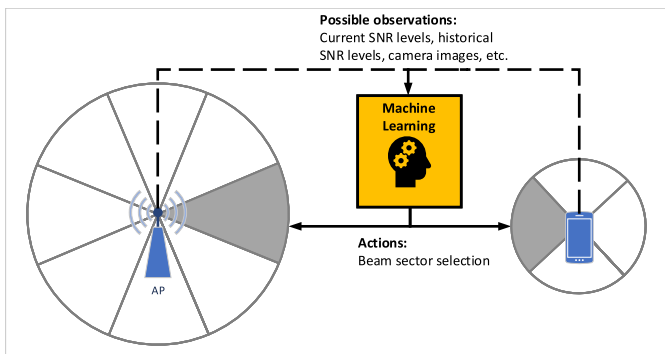 Possible observations:
Current SNR levels, historical
SNR levels, camera images, etc.
Machine
Learning
Actions:
Beam sector selection
AP